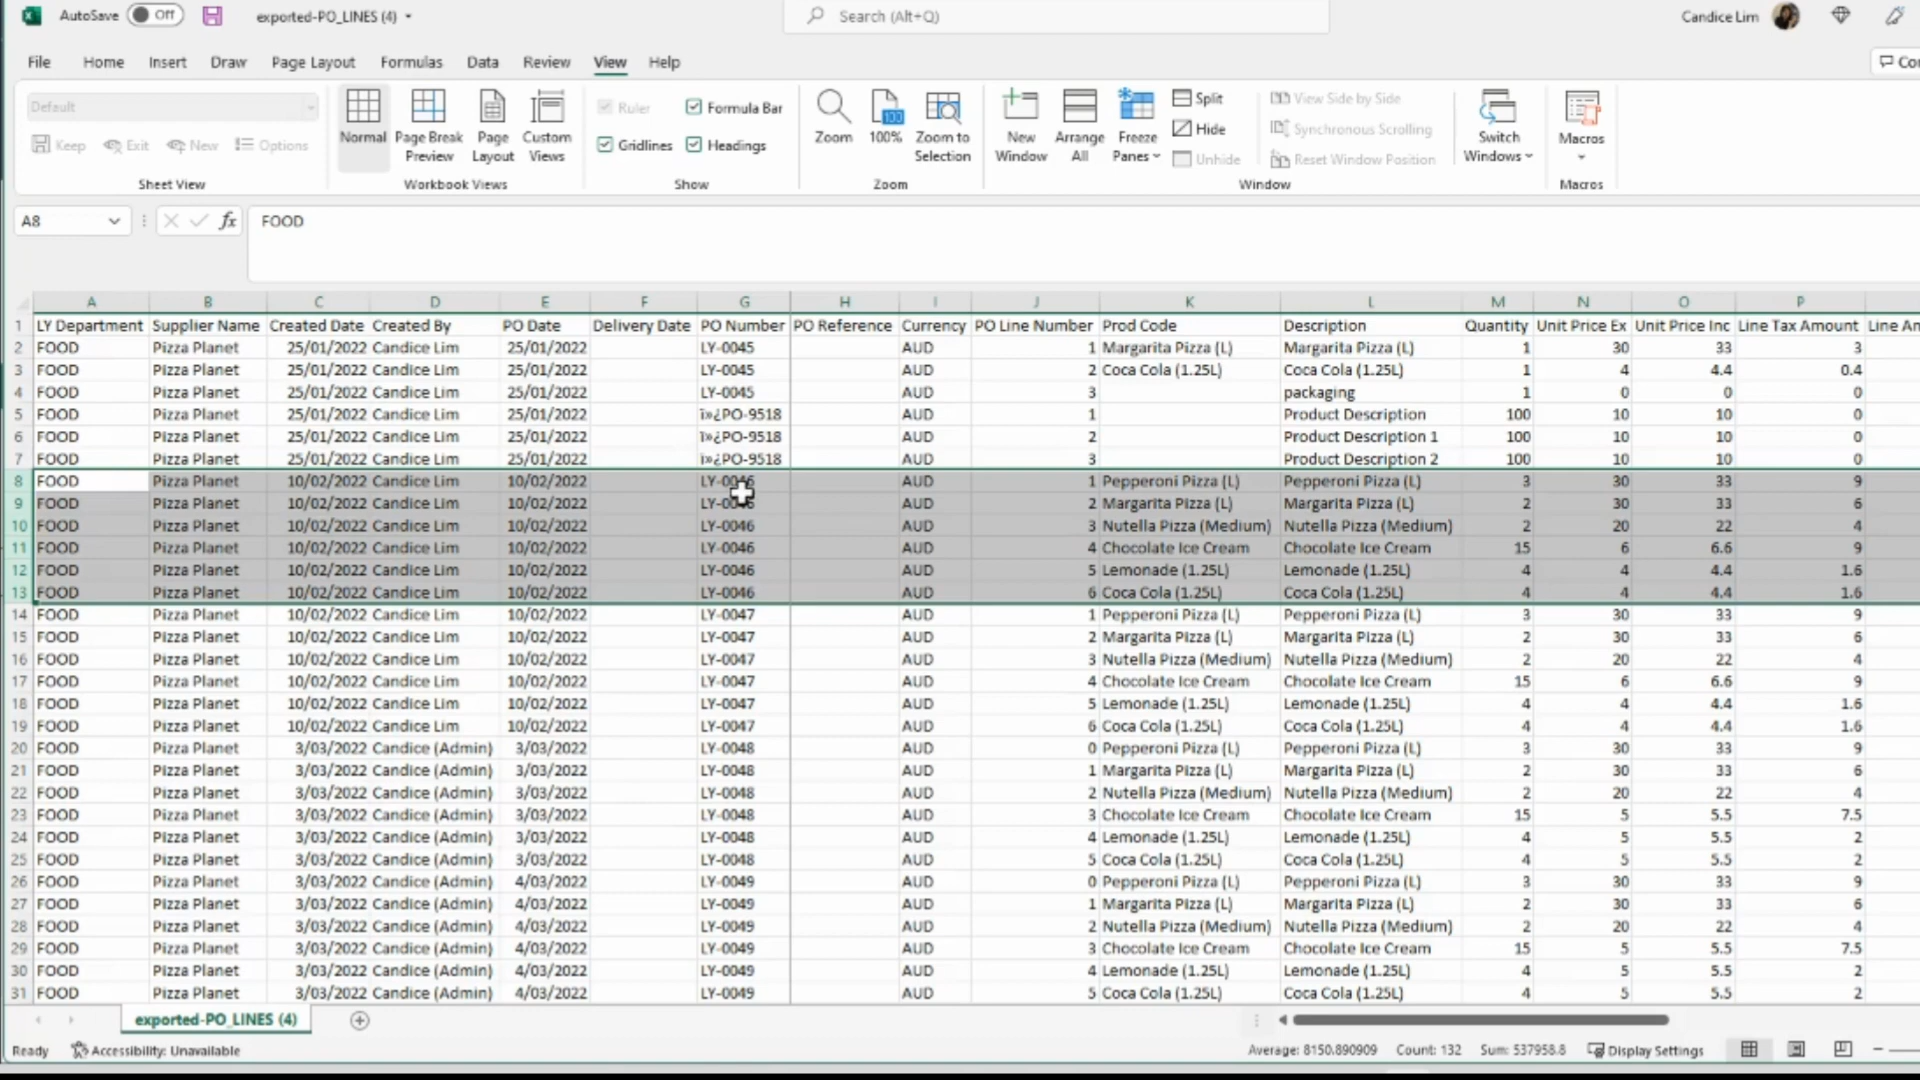 AutoSave Off exported-PO_LINES (4) Search (Alt+Q) Candice Lim
File Home Insert Draw Page Layout Formulas Data Review View Help
Default
Keep Exit New Options
Sheet View
Normal Page Break Preview Page Layout Custom Views
Workbook Views
Ruler Formula Bar
Gridlines Headings
Show
Zoom 100% Zoom to Selection
Zoom
New Window Arrange All Freeze Panes
Split
Hide
Unhide
View Side by Side
Synchronous Scrolling
Reset Window Position
Window
Switch Windows
Macros
Macros
A8 fx FOOD
A B C D E F G H I J K L M N O P
1 LY Department Supplier Name Created Date Created By PO Date Delivery Date PO Number PO Reference Currency PO Line Number Prod Code Description Quantity Unit Price Ex Unit Price Inc Line Tax Amount
2 FOOD Pizza Planet 25/01/2022 Candice Lim 25/01/2022 LY-0045 AUD 1 Margarita Pizza (L) Margarita Pizza (L) 1 30 33 3
3 FOOD Pizza Planet 25/01/2022 Candice Lim 25/01/2022 LY-0045 AUD 2 Coca Cola (1.25L) Coca Cola (1.25L) 1 4 4.4 0.4
4 FOOD Pizza Planet 25/01/2022 Candice Lim 25/01/2022 LY-0045 AUD 3 packaging 1 0 0 0
5 FOOD Pizza Planet 25/01/2022 Candice Lim 25/01/2022 ï»¿PO-9518 AUD 1 Product Description 100 10 10 0
6 FOOD Pizza Planet 25/01/2022 Candice Lim 25/01/2022 ï»¿PO-9518 AUD 2 Product Description 1 100 10 10 0
7 FOOD Pizza Planet 25/01/2022 Candice Lim 25/01/2022 ï»¿PO-9518 AUD 3 Product Description 2 100 10 10 0
8 FOOD Pizza Planet 10/02/2022 Candice Lim 10/02/2022 LY-0046 AUD 1 Pepperoni Pizza (L) Pepperoni Pizza (L) 3 30 33 9
9 FOOD Pizza Planet 10/02/2022 Candice Lim 10/02/2022 LY-0046 AUD 2 Margarita Pizza (L) Margarita Pizza (L) 2 30 33 6
10 FOOD Pizza Planet 10/02/2022 Candice Lim 10/02/2022 LY-0046 AUD 3 Nutella Pizza (Medium) Nutella Pizza (Medium) 2 20 22 4
11 FOOD Pizza Planet 10/02/2022 Candice Lim 10/02/2022 LY-0046 AUD 4 Chocolate Ice Cream Chocolate Ice Cream 15 6 6.6 9
12 FOOD Pizza Planet 10/02/2022 Candice Lim 10/02/2022 LY-0046 AUD 5 Lemonade (1.25L) Lemonade (1.25L) 4 4 4.4 1.6
13 FOOD Pizza Planet 10/02/2022 Candice Lim 10/02/2022 LY-0046 AUD 6 Coca Cola (1.25L) Coca Cola (1.25L) 4 4 4.4 1.6
14 FOOD Pizza Planet 10/02/2022 Candice Lim 10/02/2022 LY-0047 AUD 1 Pepperoni Pizza (L) Pepperoni Pizza (L) 3 30 33 9
15 FOOD Pizza Planet 10/02/2022 Candice Lim 10/02/2022 LY-0047 AUD 2 Margarita Pizza (L) Margarita Pizza (L) 2 30 33 6
16 FOOD Pizza Planet 10/02/2022 Candice Lim 10/02/2022 LY-0047 AUD 3 Nutella Pizza (Medium) Nutella Pizza (Medium) 2 20 22 4
17 FOOD Pizza Planet 10/02/2022 Candice Lim 10/02/2022 LY-0047 AUD 4 Chocolate Ice Cream Chocolate Ice Cream 15 6 6.6 9
18 FOOD Pizza Planet 10/02/2022 Candice Lim 10/02/2022 LY-0047 AUD 5 Lemonade (1.25L) Lemonade (1.25L) 4 4 4.4 1.6
19 FOOD Pizza Planet 10/02/2022 Candice Lim 10/02/2022 LY-0047 AUD 6 Coca Cola (1.25L) Coca Cola (1.25L) 4 4 4.4 1.6
20 FOOD Pizza Planet 3/03/2022 Candice (Admin) 3/03/2022 LY-0048 AUD 0 Pepperoni Pizza (L) Pepperoni Pizza (L) 3 30 33 9
21 FOOD Pizza Planet 3/03/2022 Candice (Admin) 3/03/2022 LY-0048 AUD 1 Margarita Pizza (L) Margarita Pizza (L) 2 30 33 6
22 FOOD Pizza Planet 3/03/2022 Candice (Admin) 3/03/2022 LY-0048 AUD 2 Nutella Pizza (Medium) Nutella Pizza (Medium) 2 20 22 4
23 FOOD Pizza Planet 3/03/2022 Candice (Admin) 3/03/2022 LY-0048 AUD 3 Chocolate Ice Cream Chocolate Ice Cream 15 5 5.5 7.5
24 FOOD Pizza Planet 3/03/2022 Candice (Admin) 3/03/2022 LY-0048 AUD 4 Lemonade (1.25L) Lemonade (1.25L) 4 5 5.5 2
25 FOOD Pizza Planet 3/03/2022 Candice (Admin) 3/03/2022 LY-0048 AUD 5 Coca Cola (1.25L) Coca Cola (1.25L) 4 5 5.5 2
26 FOOD Pizza Planet 3/03/2022 Candice (Admin) 4/03/2022 LY-0049 AUD 0 Pepperoni Pizza (L) Pepperoni Pizza (L) 3 30 33 9
27 FOOD Pizza Planet 3/03/2022 Candice (Admin) 4/03/2022 LY-0049 AUD 1 Margarita Pizza (L) Margarita Pizza (L) 2 30 33 6
28 FOOD Pizza Planet 3/03/2022 Candice (Admin) 4/03/2022 LY-0049 AUD 2 Nutella Pizza (Medium) Nutella Pizza (Medium) 2 20 22 4
29 FOOD Pizza Planet 3/03/2022 Candice (Admin) 4/03/2022 LY-0049 AUD 3 Chocolate Ice Cream Chocolate Ice Cream 15 5 5.5 7.5
30 FOOD Pizza Planet 3/03/2022 Candice (Admin) 4/03/2022 LY-0049 AUD 4 Lemonade (1.25L) Lemonade (1.25L) 4 5 5.5 2
31 FOOD Pizza Planet 3/03/2022 Candice (Admin) 4/03/2022 LY-0049 AUD 5 Coca Cola (1.25L) Coca Cola (1.25L) 4 5 5.5 2
exported-PO_LINES (4)
Ready Accessibility: Unavailable Average: 8150.890909 Count: 132 Sum: 537958.8 Display Settings